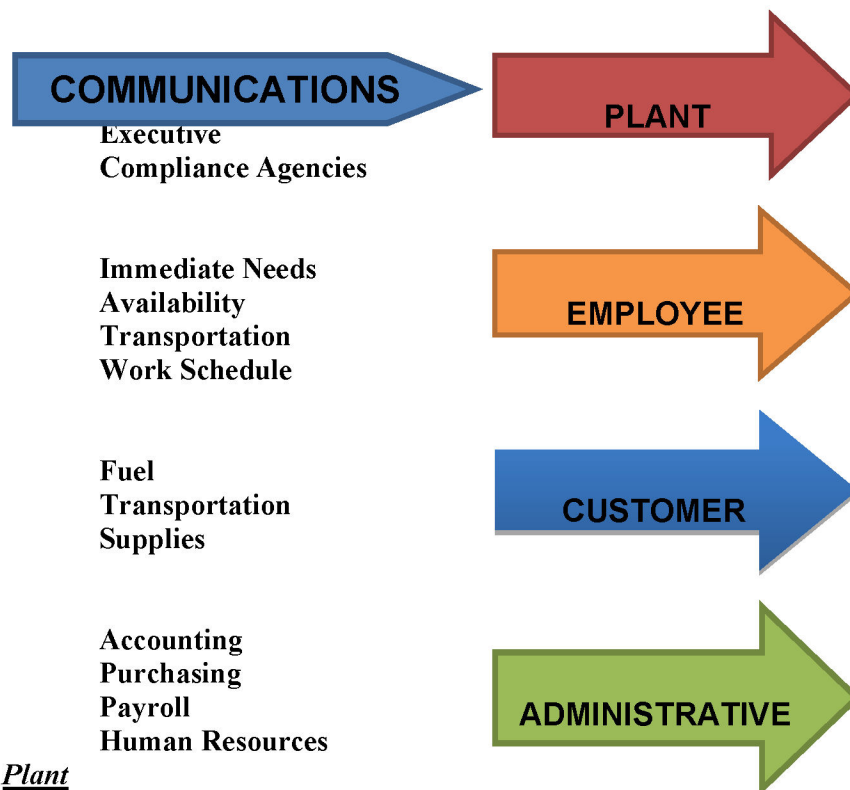 COMMUNICATIONS
PLANT
Executive
Compliance Agencies
Immediate Needs
Availability
Transportation
Work Schedule
EMPLOYEE
Fuel
Transportation
Supplies
CUSTOMER
Accounting
Purchasing
Payroll
Human Resources
ADMINISTRATIVE
Plant